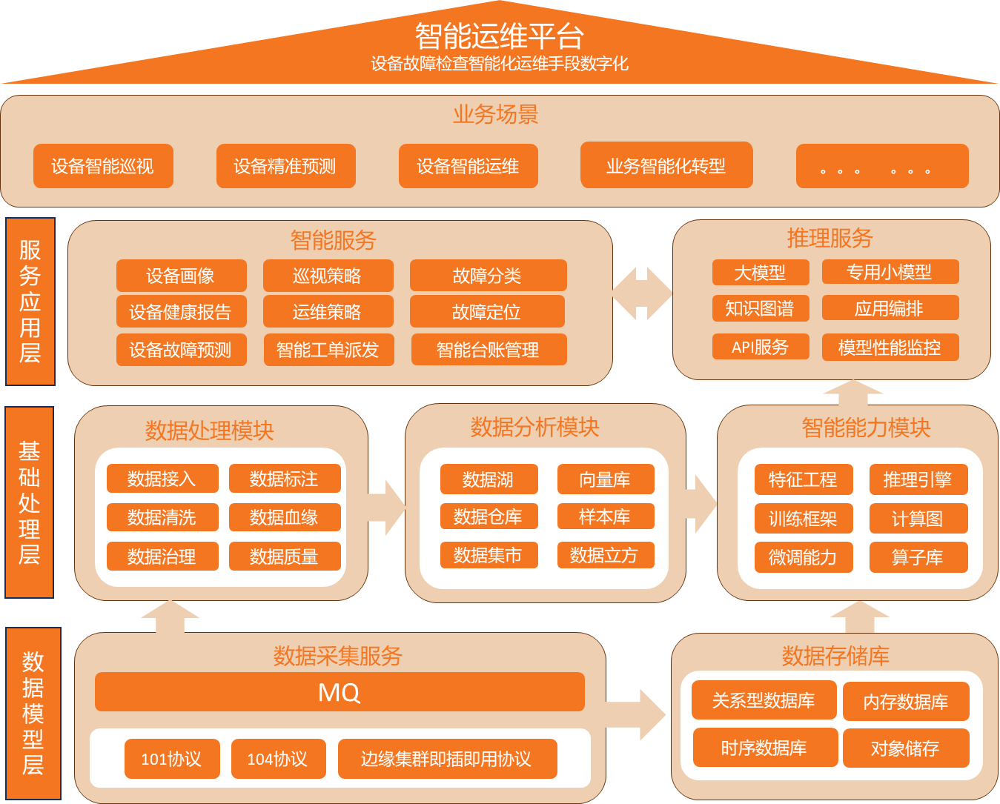 智能运维平台
设备故障检查智能化运维手段数字化
业务场景
设备智能巡视
设备精准预测
设备智能运维
业务智能化转型
。。。 。。。
服务应用层
智能服务
设备画像
巡视策略
故障分类
设备健康报告
运维策略
故障定位
设备故障预测
智能工单派发
智能台账管理
推理服务
大模型
专用小模型
知识图谱
应用编排
API服务
模型性能监控
基础处理层
数据处理模块
数据接入
数据标注
数据清洗
数据血缘
数据治理
数据质量
数据分析模块
数据湖
向量库
数据仓库
样本库
数据集市
数据立方
智能能力模块
特征工程
推理引擎
训练框架
计算图
微调能力
算子库
数据模型层
数据采集服务
MQ
101协议
104协议
边缘集群即插即用协议
数据存储库
关系型数据库
内存数据库
时序数据库
对象储存